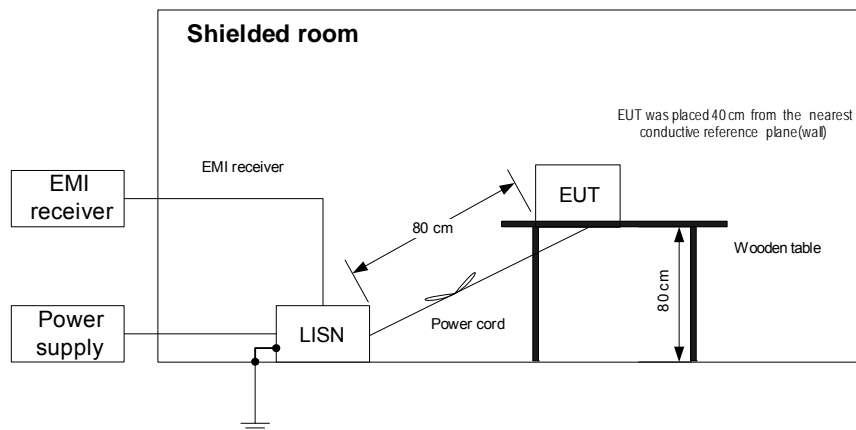 Shielded room
EUT was placed 40 cm from the nearest
conductive reference plane(wall)
EMI receiver
EMI
receiver
EUT
80 cm
Wooden table
80 cm
Power
supply
LISN
Power cord